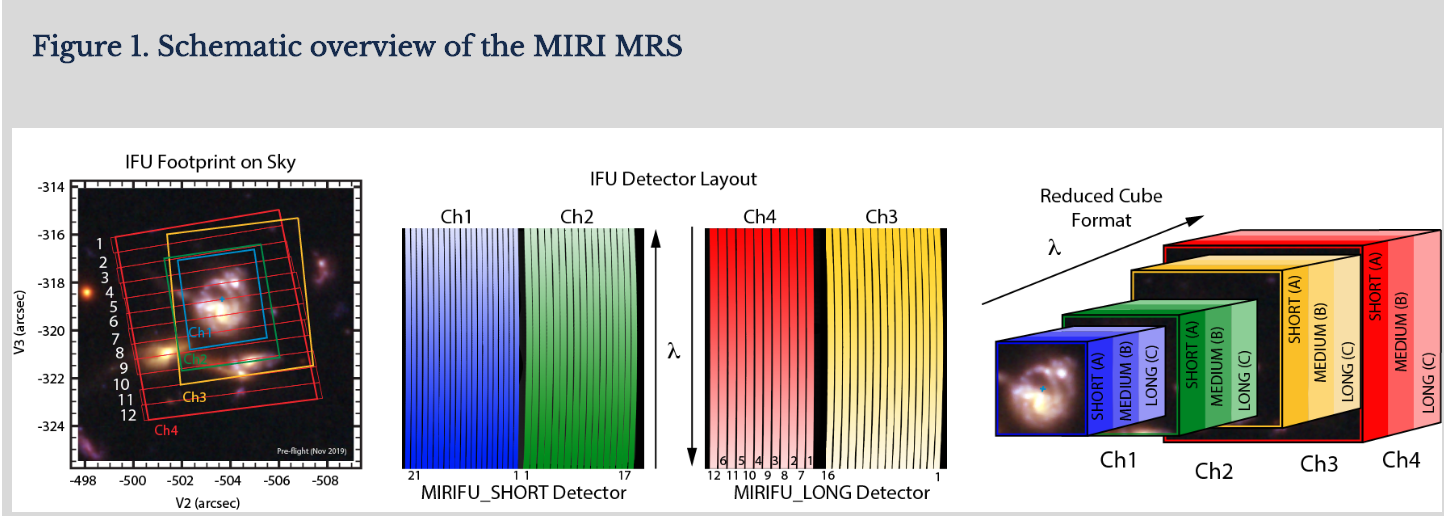 Figure 1. Schematic overview of the MIRI MRS
IFU Footprint on Sky
-314
-316
-318
-320
-322
-324
V3 (arcsec)
1
2
3
4
5
6
7
8
9
10
11
12
Ch1
Ch2
Ch3
Ch4
Pre-flight (Nov 2019)
-498 -500 -502 -504 -506 -508
V2 (arcsec)
IFU Detector Layout
Ch1 Ch2
21 1 1 17
MIRIFU_SHORT Detector
λ
Ch4 Ch3
6 5 4 3 2 1
12 11 10 9 8 7 16 1
MIRIFU_LONG Detector
Reduced Cube
Format
λ
SHORT (A)
MEDIUM (B)
LONG (C)
SHORT (A)
MEDIUM (B)
LONG (C)
SHORT (A)
MEDIUM (B)
LONG (C)
SHORT (A)
MEDIUM (B)
LONG (C)
Ch1 Ch2 Ch3 Ch4